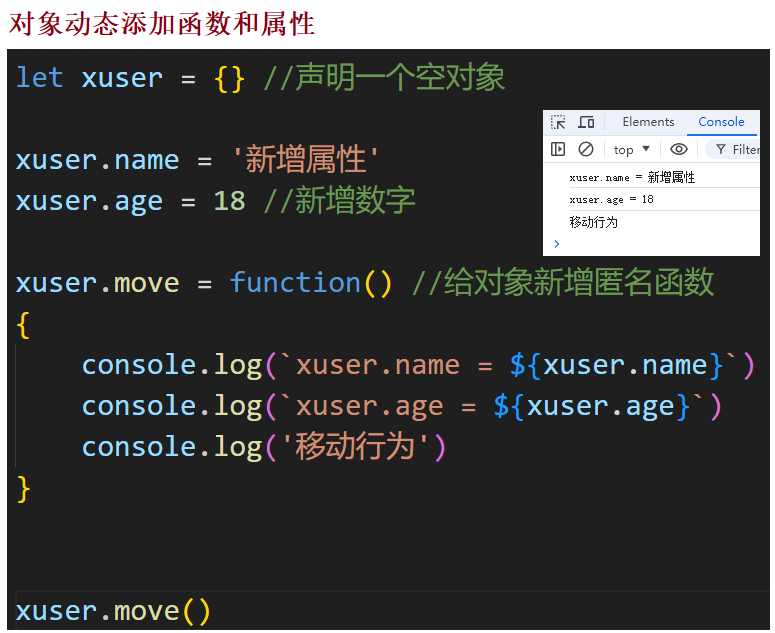 对象动态添加函数和属性
let xuser = {} //声明一个空对象
xuser.name = '新增属性'
xuser.age = 18 //新增数字
xuser.move = function() //给对象新增匿名函数
{
    console.log(`xuser.name = ${xuser.name}`)
    console.log(`xuser.age = ${xuser.age}`)
    console.log('移动行为')
}
xuser.move()
Elements Console
top Filter
xuser.name = 新增属性
xuser.age = 18
移动行为
>